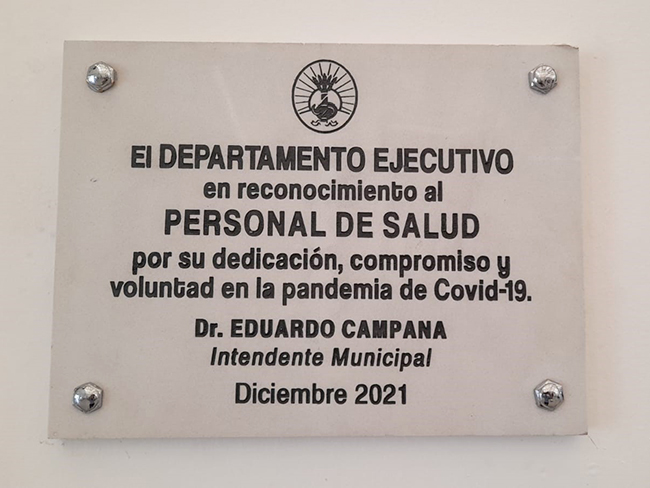 El DEPARTAMENTO EJECUTIVO
en reconocimiento al
PERSONAL DE SALUD
por su dedicación, compromiso y
voluntad en la pandemia de Covid-19.
Dr. EDUARDO CAMPANA
Intendente Municipal
Diciembre 2021